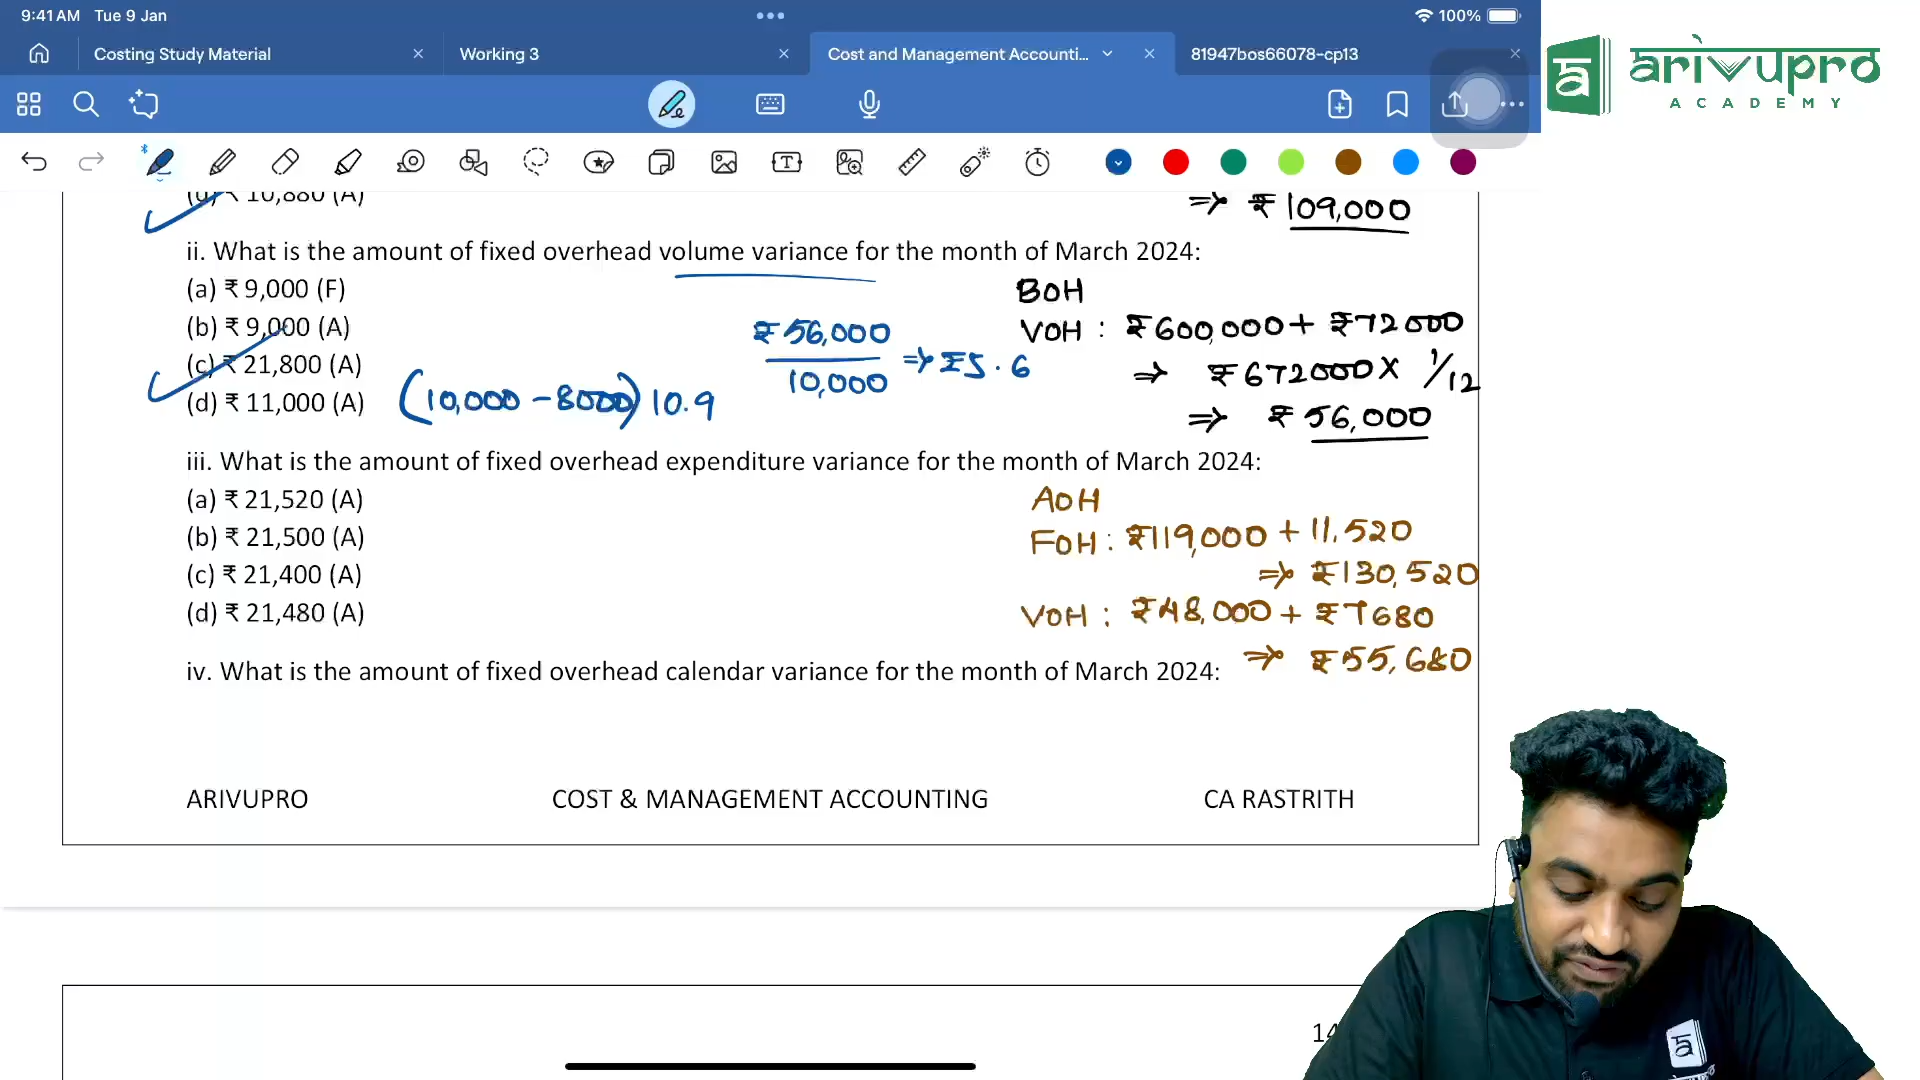 9:41 AM Tue 9 Jan
100%
Costing Study Material
Working 3
Cost and Management Accounti...
81947bos66078-cp13
arivupro
ACADEMY
(d) ₹ 10,880 (A)
⇒ ₹ 109,000
ii. What is the amount of fixed overhead volume variance for the month of March 2024:
(a) ₹ 9,000 (F)
(b) ₹ 9,000 (A)
(c) ₹ 21,800 (A)
(d) ₹ 11,000 (A)
(10,000 - 8000) 10.9
₹ 56,000
10,000
⇒ ₹5.6
BOH
VOH : ₹600,000 + ₹72000
⇒ ₹672000 × 1/12
⇒ ₹ 56,000
iii. What is the amount of fixed overhead expenditure variance for the month of March 2024:
(a) ₹ 21,520 (A)
(b) ₹ 21,500 (A)
(c) ₹ 21,400 (A)
(d) ₹ 21,480 (A)
AOH
FOH : ₹119,000 + 11,520
⇒ ₹130,520
VOH : ₹48,000 + ₹7680
⇒ ₹55,680
iv. What is the amount of fixed overhead calendar variance for the month of March 2024:
ARIVUPRO
COST & MANAGEMENT ACCOUNTING
CA RASTRITH